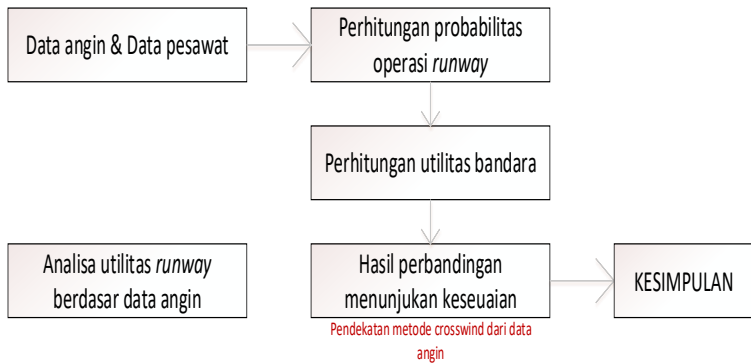 Data angin & Data pesawat
Perhitungan probabilitas
operasi runway
Perhitungan utilitas bandara
Analisa utilitas runway
berdasar data angin
Hasil perbandingan
menunjukan keseuaian
Pendekatan metode crosswind dari data
angin
KESIMPULAN